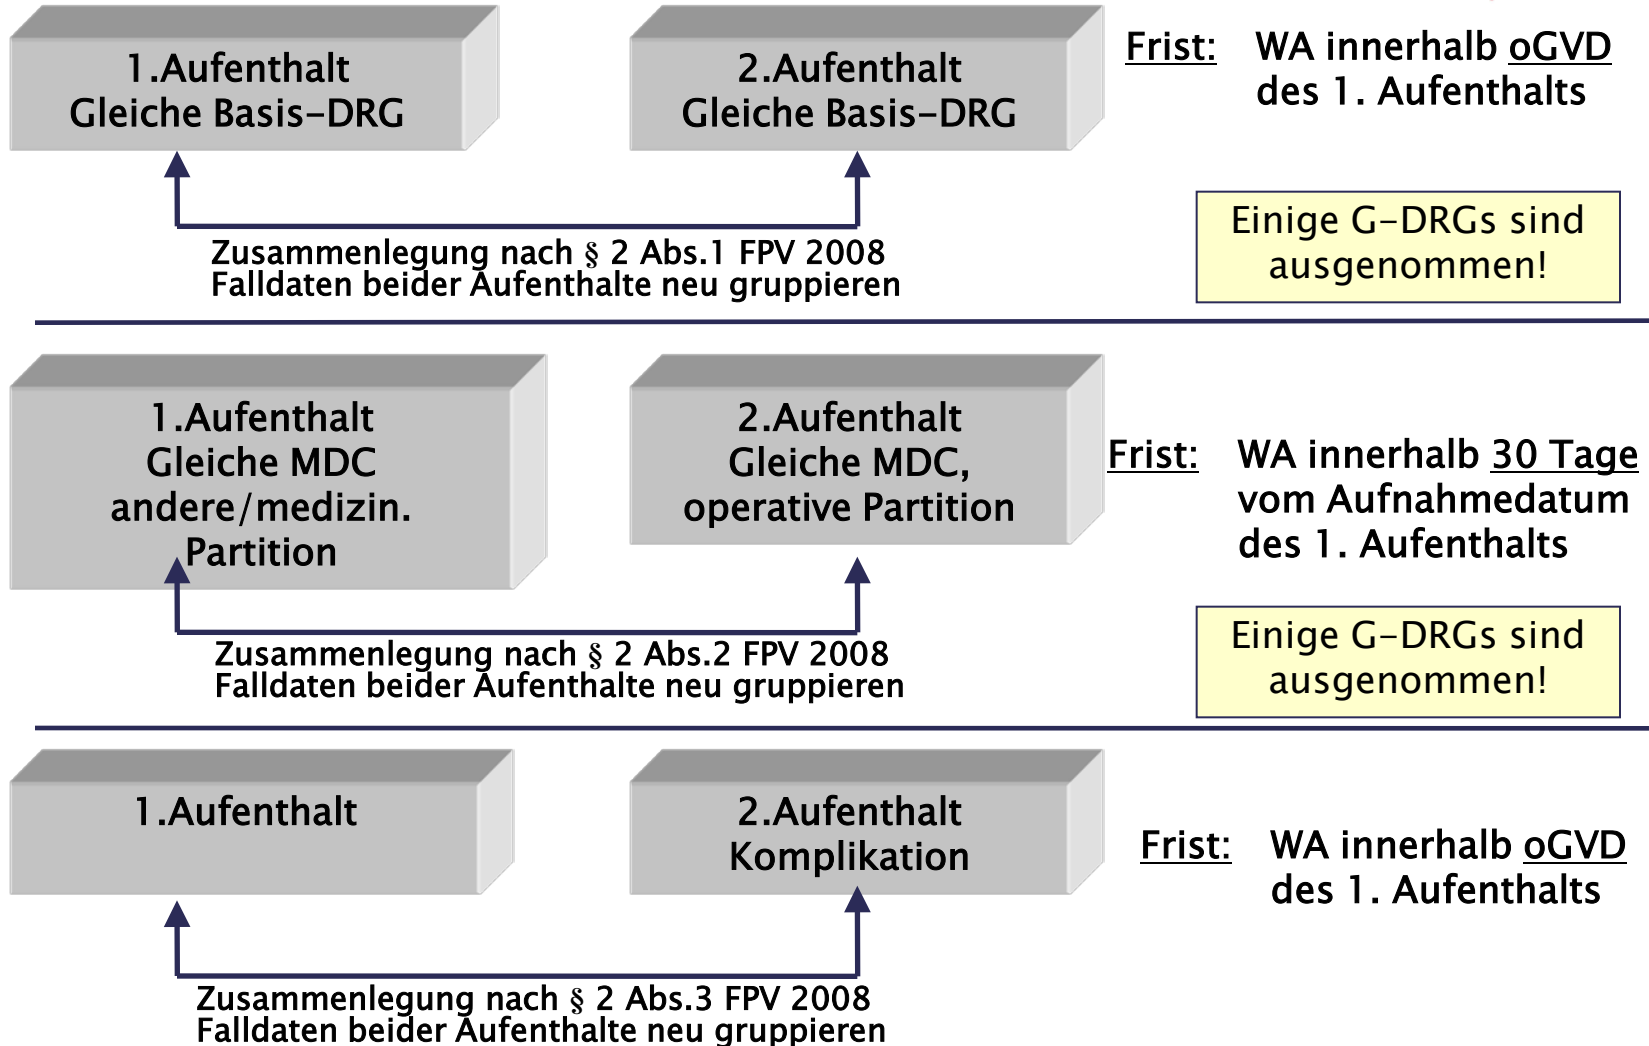 1.Aufenthalt
Gleiche Basis-DRG
2.Aufenthalt
Gleiche Basis-DRG
Frist: WA innerhalb oGVD
des 1. Aufenthalts
Zusammenlegung nach § 2 Abs.1 FPV 2008
Falldaten beider Aufenthalte neu gruppieren
Einige G-DRGs sind
ausgenommen!
1.Aufenthalt
Gleiche MDC
andere/medizin.
Partition
2.Aufenthalt
Gleiche MDC,
operative Partition
Frist: WA innerhalb 30 Tage
vom Aufnahmedatum
des 1. Aufenthalts
Zusammenlegung nach § 2 Abs.2 FPV 2008
Falldaten beider Aufenthalte neu gruppieren
Einige G-DRGs sind
ausgenommen!
1.Aufenthalt
2.Aufenthalt
Komplikation
Frist: WA innerhalb oGVD
des 1. Aufenthalts
Zusammenlegung nach § 2 Abs.3 FPV 2008
Falldaten beider Aufenthalte neu gruppieren